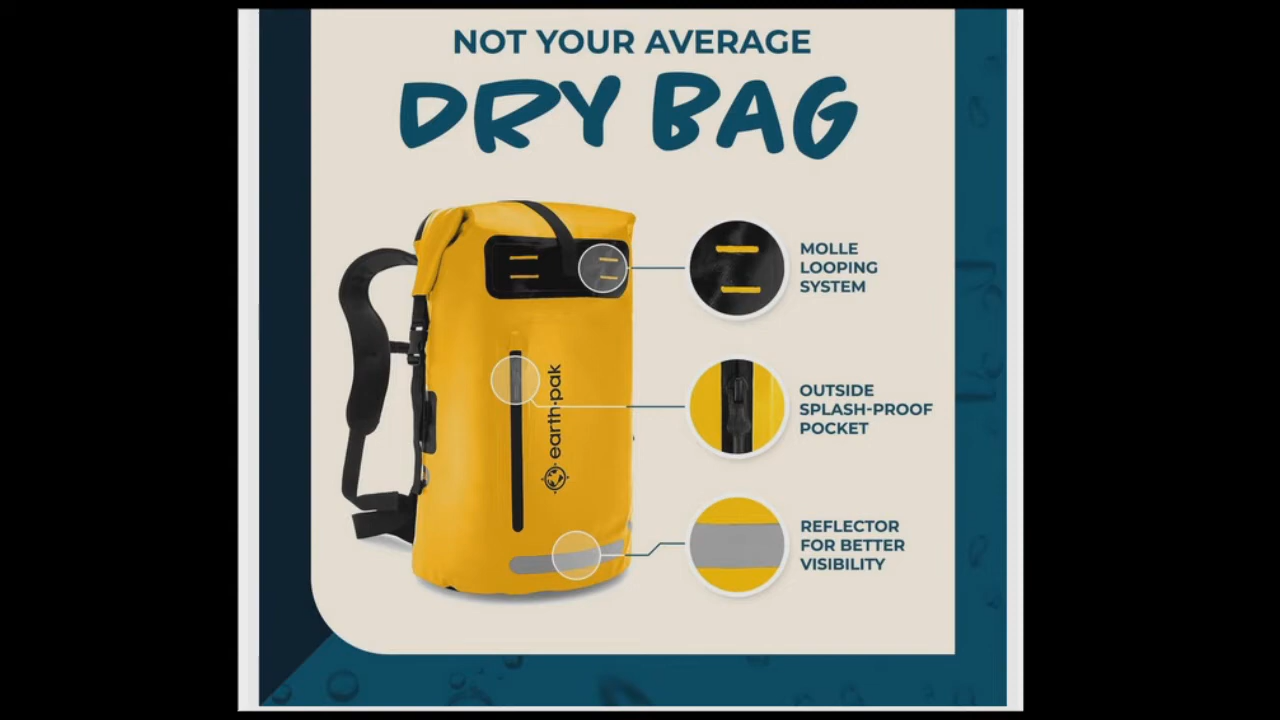 NOT YOUR AVERAGE
DRY BAG
MOLLE
LOOPING
SYSTEM
earth·pak
OUTSIDE
SPLASH-PROOF
POCKET
REFLECTOR
FOR BETTER
VISIBILITY